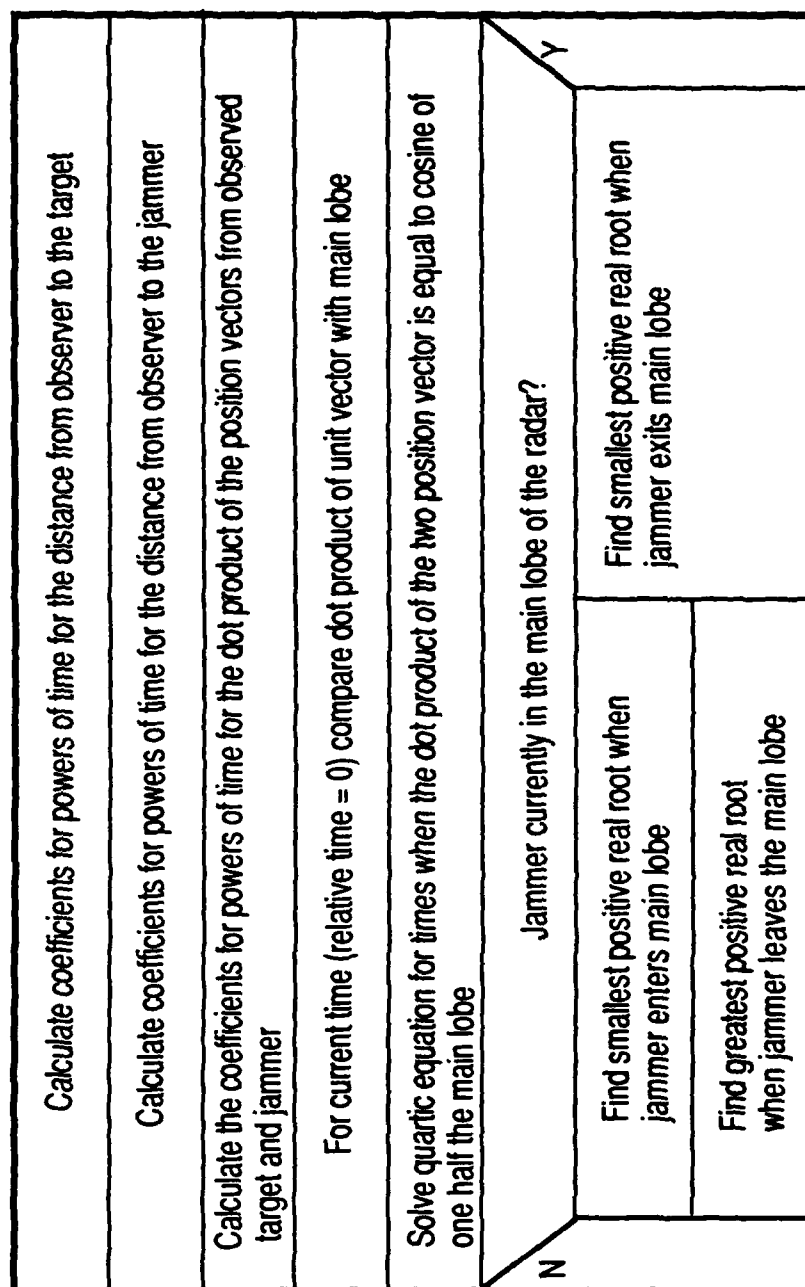 Calculate coefficients for powers of time for the distance from observer to the target
Calculate coefficients for powers of time for the distance from observer to the jammer
Calculate the coefficients for powers of time for the dot product of the position vectors from observed
target and jammer
For current time (relative time = 0) compare dot product of unit vector with main lobe
Solve quartic equation for times when the dot product of the two position vector is equal to cosine of
one half the main lobe
Jammer currently in the main lobe of the radar?
N
Y
Find smallest positive real root when
jammer enters main lobe
Find greatest positive real root
when jammer leaves the main lobe
Find smallest positive real root when
jammer exits main lobe